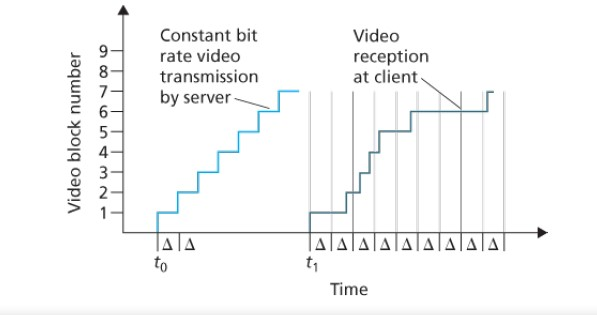 Constant bit
rate video
transmission
by server
Video
reception
at client
Video block number
9
8
7
6
5
4
3
2
1
Δ Δ
Δ Δ Δ Δ Δ Δ Δ Δ Δ
t0
t1
Time